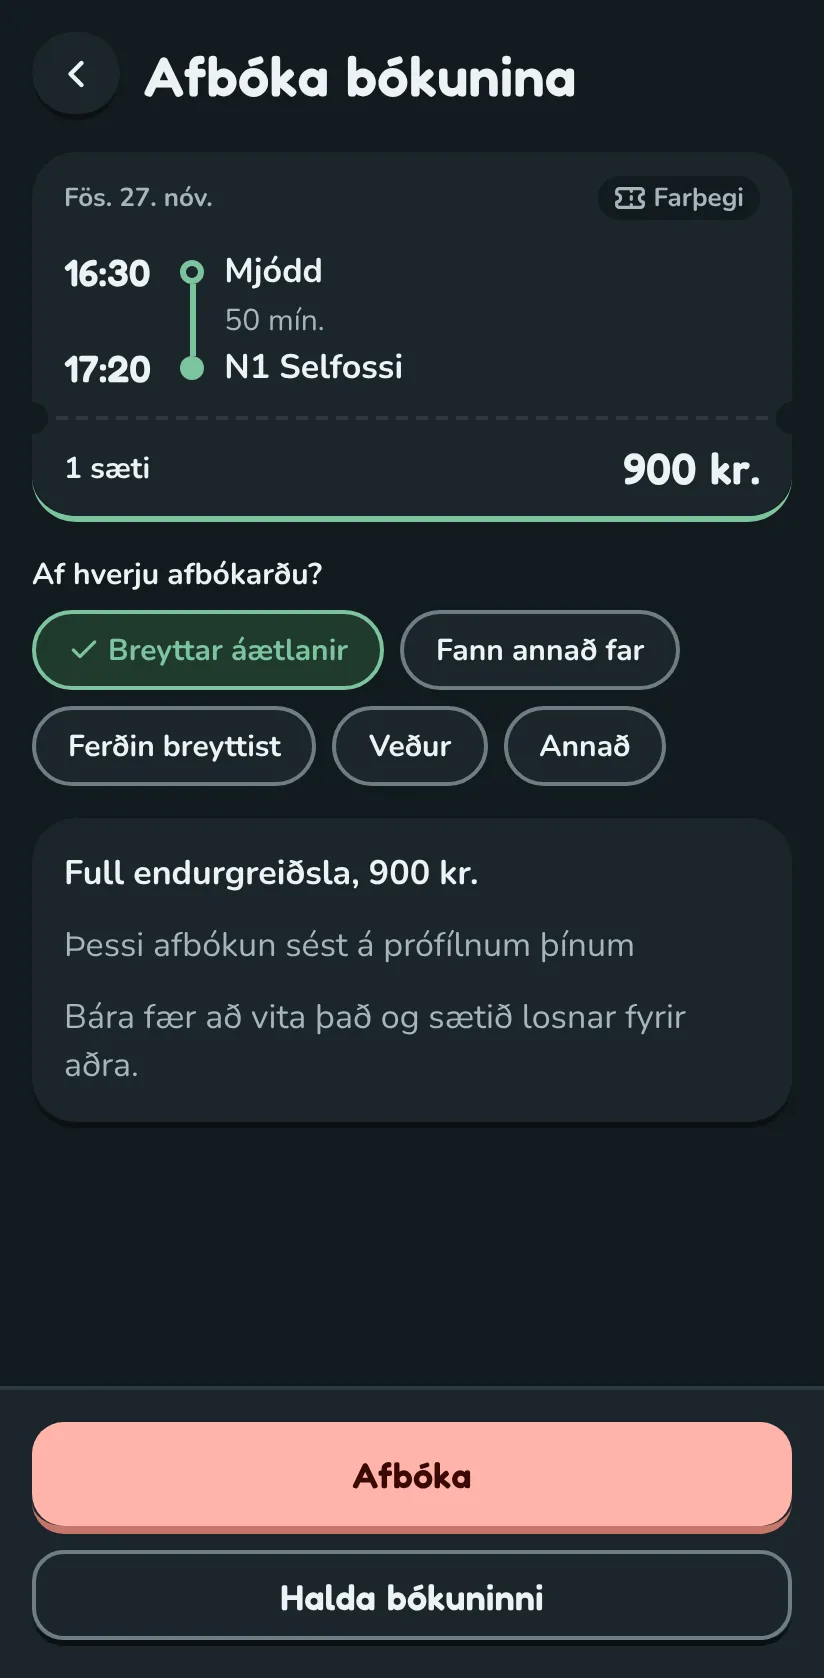 Afbóka bókunina
Fös. 27. nóv.
Farþegi
16:30 Mjódd
50 mín.
17:20 N1 Selfossi
1 sæti 900 kr.
Af hverju afbókarðu?
Breyttar áætlanir
Fann annað far
Ferðin breyttist
Veður
Annað
Full endurgreiðsla, 900 kr.
Þessi afbókun sést á prófílnum þínum
Bára fær að vita það og sætið losnar fyrir
aðra.
Afbóka
Halda bókuninni